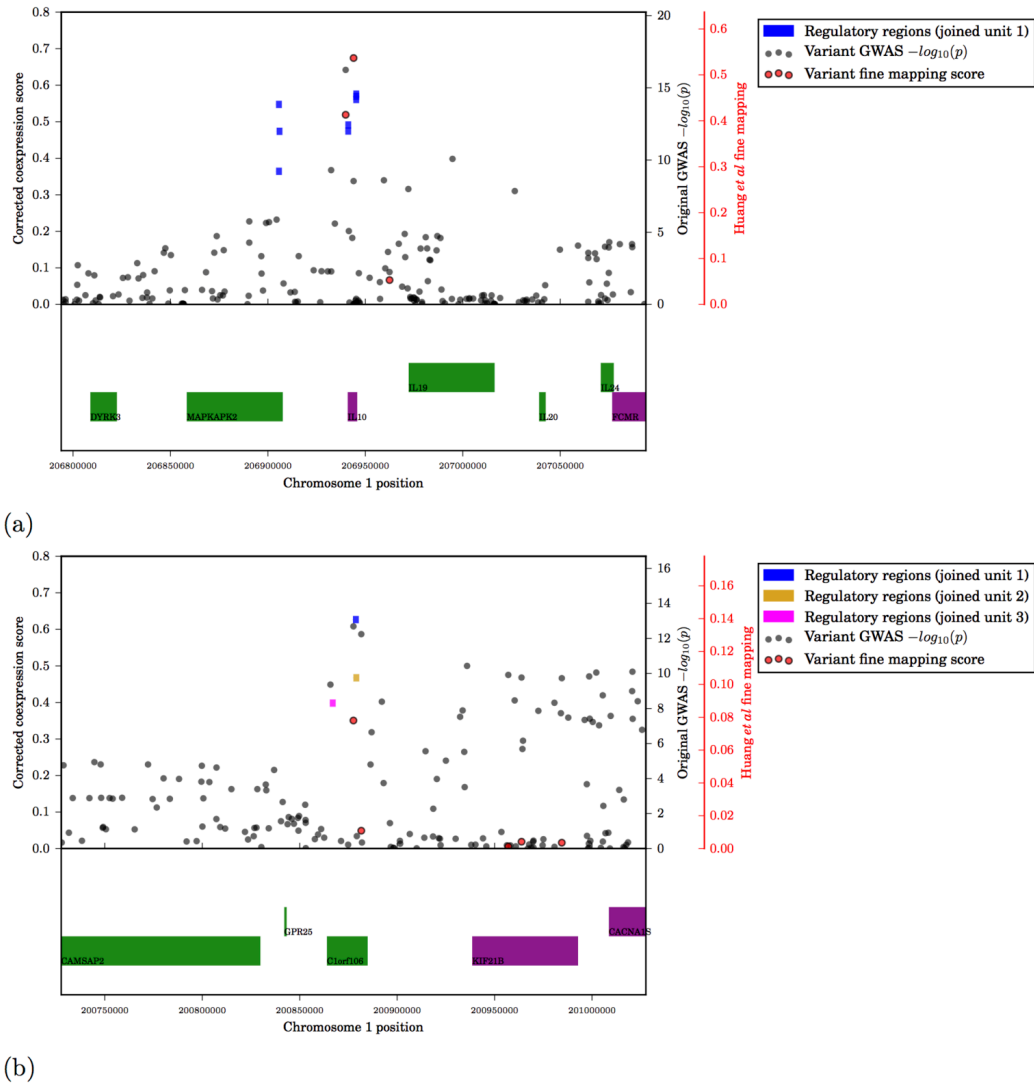 0.8
0.7
0.6
0.5
0.4
0.3
0.2
0.1
0.0
Corrected coexpression score
20
15
10
5
0
Original GWAS −log10(p)
0.6
0.5
0.4
0.3
0.2
0.1
0.0
Huang et al fine mapping
Regulatory regions (joined unit 1)
Variant GWAS −log10(p)
Variant fine mapping score
IL19
IL24
DYRK3
MAPKAPK2
IL10
IL20
FCMR
206800000
206850000
206900000
206950000
207000000
207050000
Chromosome 1 position
(a)
0.8
0.7
0.6
0.5
0.4
0.3
0.2
0.1
0.0
Corrected coexpression score
16
14
12
10
8
6
4
2
0
Original GWAS −log10(p)
0.16
0.14
0.12
0.10
0.08
0.06
0.04
0.02
0.00
Huang et al fine mapping
Regulatory regions (joined unit 1)
Regulatory regions (joined unit 2)
Regulatory regions (joined unit 3)
Variant GWAS −log10(p)
Variant fine mapping score
GPR25
CACNA1S
CAMSAP2
C1orf106
KIF21B
200750000
200800000
200850000
200900000
200950000
201000000
Chromosome 1 position
(b)